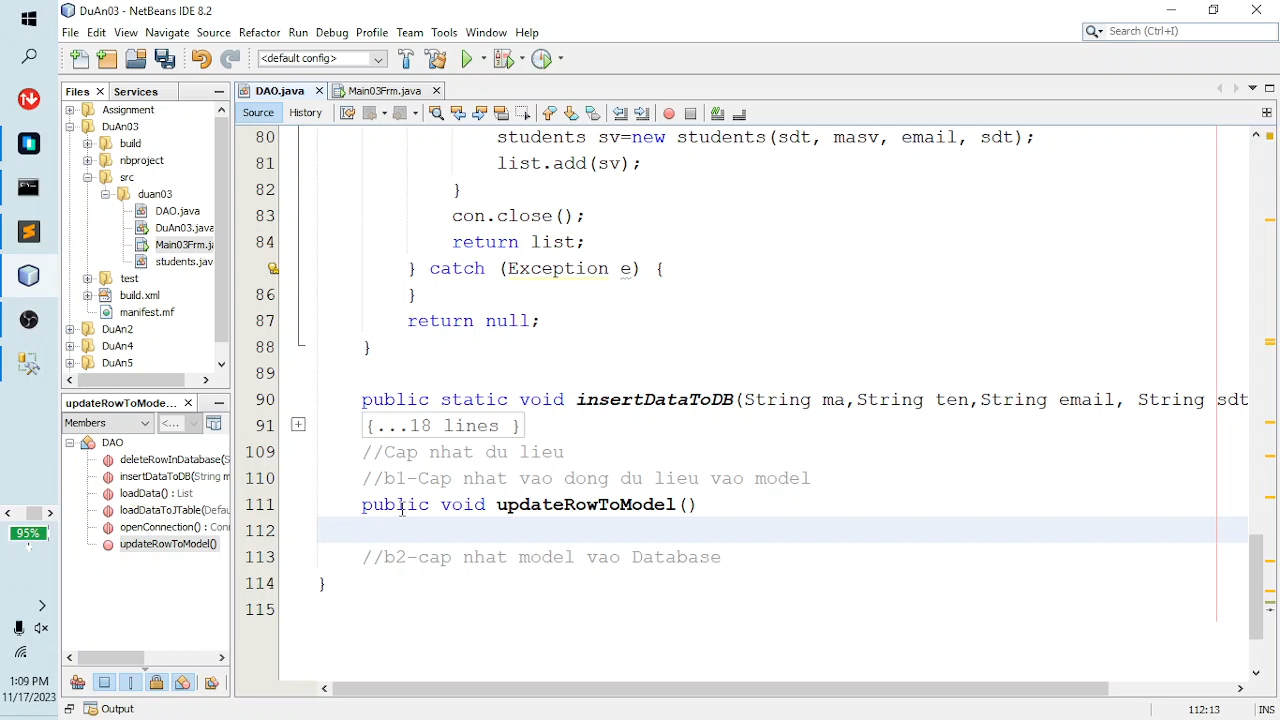 DuAn03 - NetBeans IDE 8.2
File Edit View Navigate Source Refactor Run Debug Profile Team Tools Window Help
Search (Ctrl+I)
<default config>
Files Services
DAO.java Main03Frm.java
Source History
Assignment
DuAn03
build
nbproject
src
duan03
DAO.java
DuAn03.java
Main03Frm.ja
students.jav
test
build.xml
manifest.mf
DuAn2
DuAn4
DuAn5
updateRowToMode...
Members <...
DAO
deleteRowInDatabase(S
insertDataToDB(String m
loadData() : List
loadDataToJTable(Defau
openConnection() : Conn
updateRowToModel()
80 students sv=new students(sdt, masv, email, sdt);
81 list.add(sv);
82 }
83 con.close();
84 return list;
} catch (Exception e) {
86 }
87 return null;
88 }
89
90 public static void insertDataToDB(String ma,String ten,String email, String sdt
91 {...18 lines }
109 //Cap nhat du lieu
110 //b1-Cap nhat vao dong du lieu vao model
111 public void updateRowToModel()
112
113 //b2-cap nhat model vao Database
114 }
115
95%
1:09 PM
11/17/2023
Output
112:13 INS